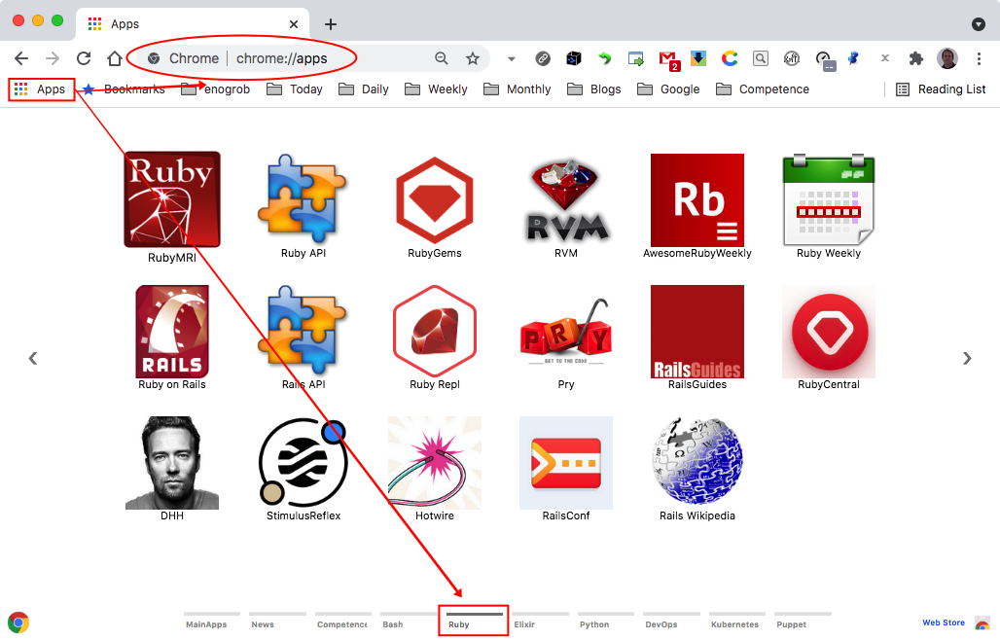 Apps
Chrome | chrome://apps
2
Apps Bookmarks enogrob Today Daily Weekly Monthly Blogs Google Competence Reading List
Ruby
Rb
RVM
RubyMRI Ruby API RubyGems RVM AwesomeRubyWeekly Ruby Weekly
RAILS
PRY
GET TO THE CODE
RailsGuides
Ruby on Rails Rails API Ruby Repl Pry RailsGuides RubyCentral
W
DHH StimulusReflex Hotwire RailsConf Rails Wikipedia
MainApps News Competence Bash Ruby Elixir Python DevOps Kubernetes Puppet Web Store